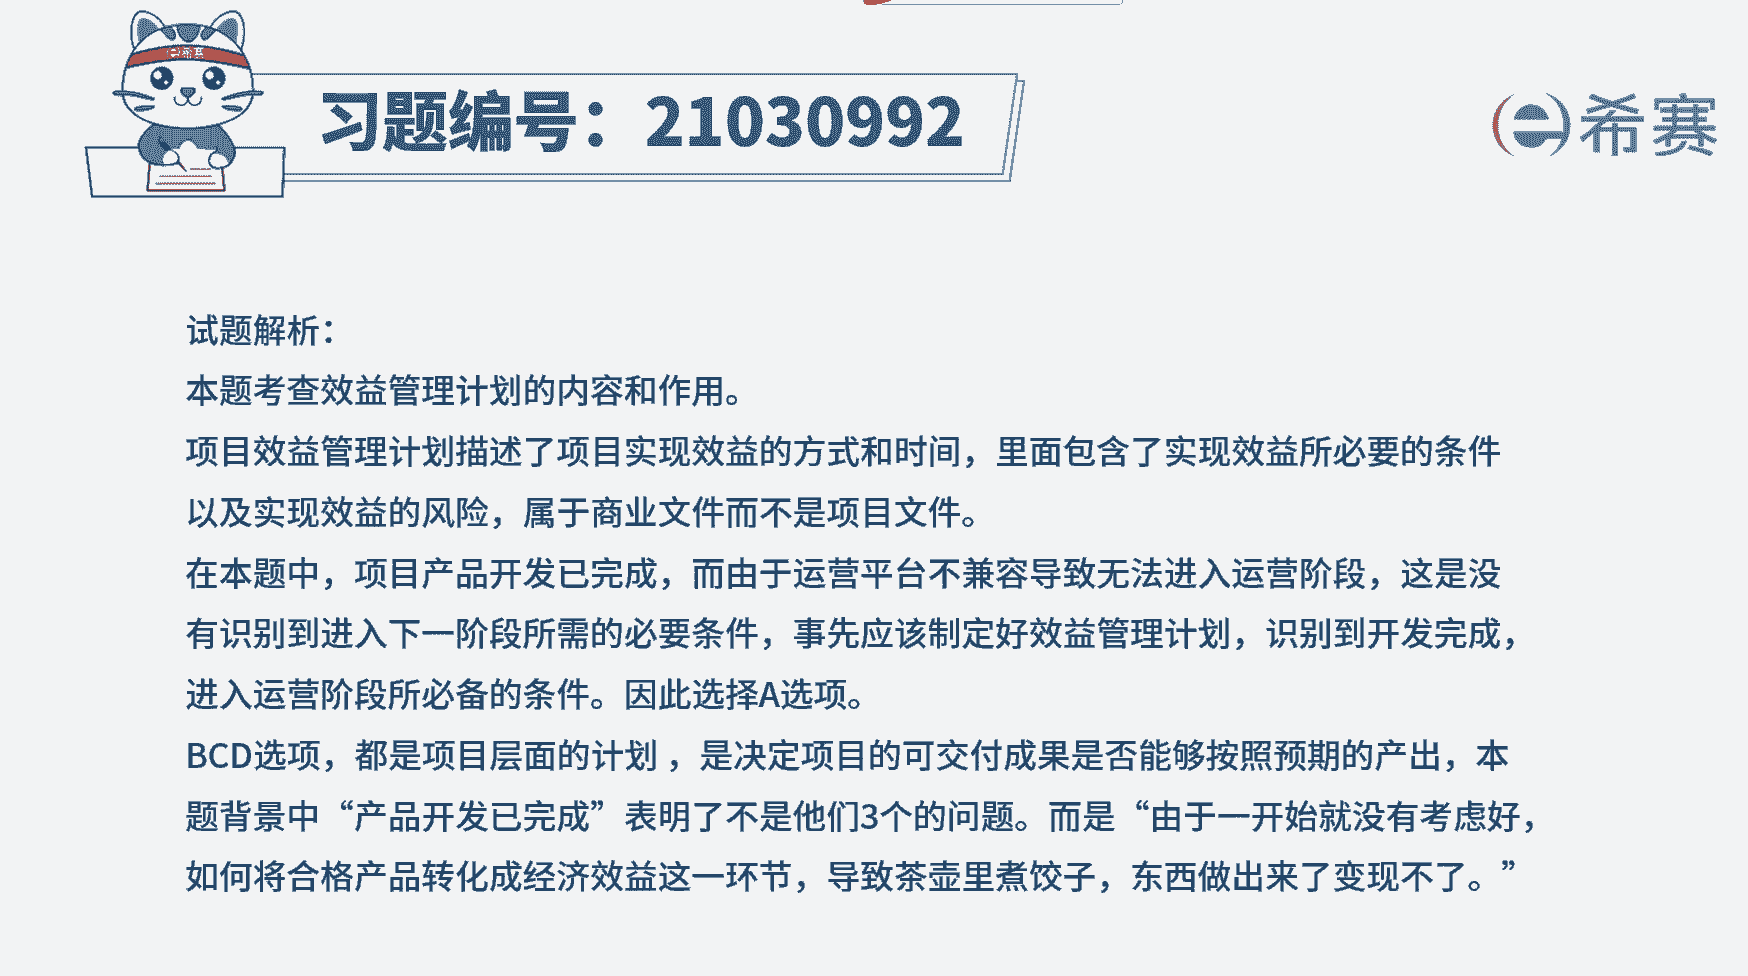 习题编号：21030992
希赛
试题解析：
本题考查效益管理计划的内容和作用。
项目效益管理计划描述了项目实现效益的方式和时间，里面包含了实现效益所必要的条件
以及实现效益的风险，属于商业文件而不是项目文件。
在本题中，项目产品开发已完成，而由于运营平台不兼容导致无法进入运营阶段，这是没
有识别到进入下一阶段所需的必要条件，事先应该制定好效益管理计划，识别到开发完成，
进入运营阶段所必备的条件。因此选择A选项。
BCD选项，都是项目层面的计划 ，是决定项目的可交付成果是否能够按照预期的产出，本
题背景中“产品开发已完成”表明了不是他们3个的问题。而是“由于一开始就没有考虑好，
如何将合格产品转化成经济效益这一环节，导致茶壶里煮饺子，东西做出来了变现不了。”